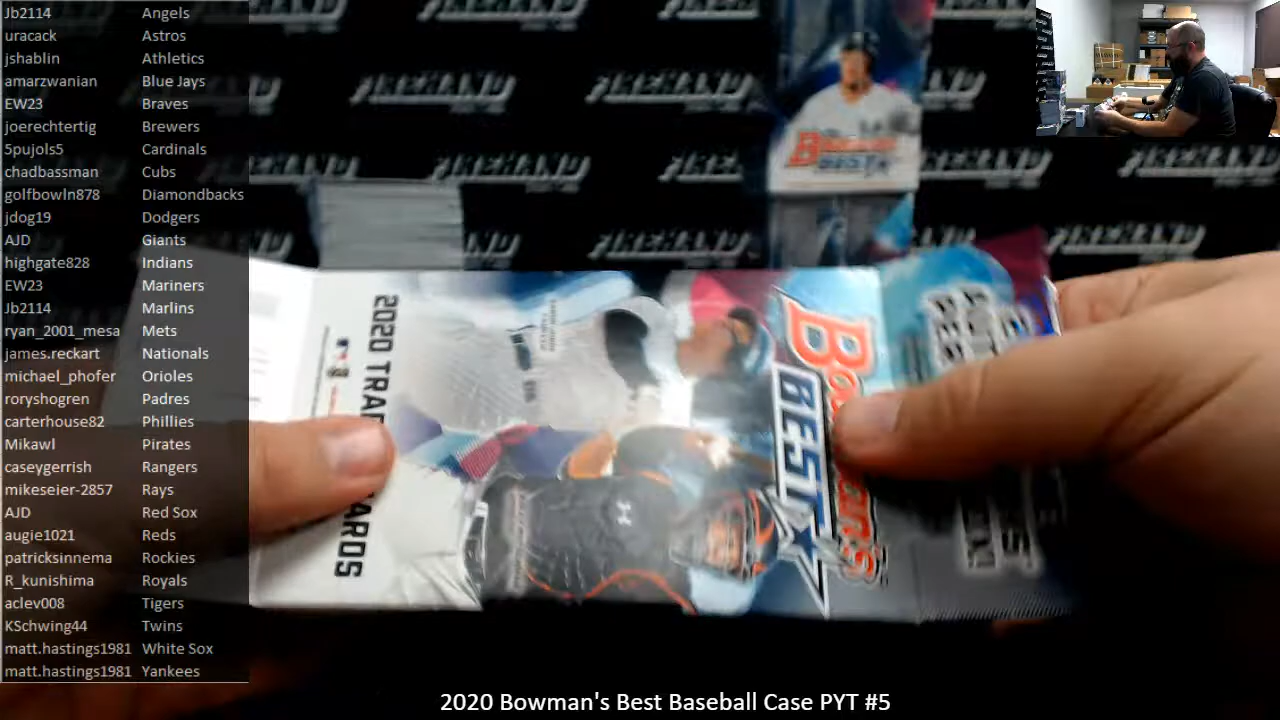 Jb2114 Angels
uracack Astros
jshablin Athletics
amarzwanian Blue Jays
EW23 Braves
joerechtertig Brewers
5pujols5 Cardinals
chadbassman Cubs
golfbowln878 Diamondbacks
jdog19 Dodgers
AJD Giants
highgate828 Indians
EW23 Mariners
Jb2114 Marlins
ryan_2001_mesa Mets
james.reckart Nationals
michael_phofer Orioles
roryshogren Padres
carterhouse82 Phillies
Mikawl Pirates
caseygerrish Rangers
mikeseier-2857 Rays
AJD Red Sox
augie1021 Reds
patricksinnema Rockies
R_kunishima Royals
aclev008 Tigers
KSchwing44 Twins
matt.hastings1981 White Sox
matt.hastings1981 Yankees
FIREHAND
FIREHAND
FIREHAND
FIREHAND
BEST
BEST
2020
2020 Bowman's Best Baseball Case PYT #5